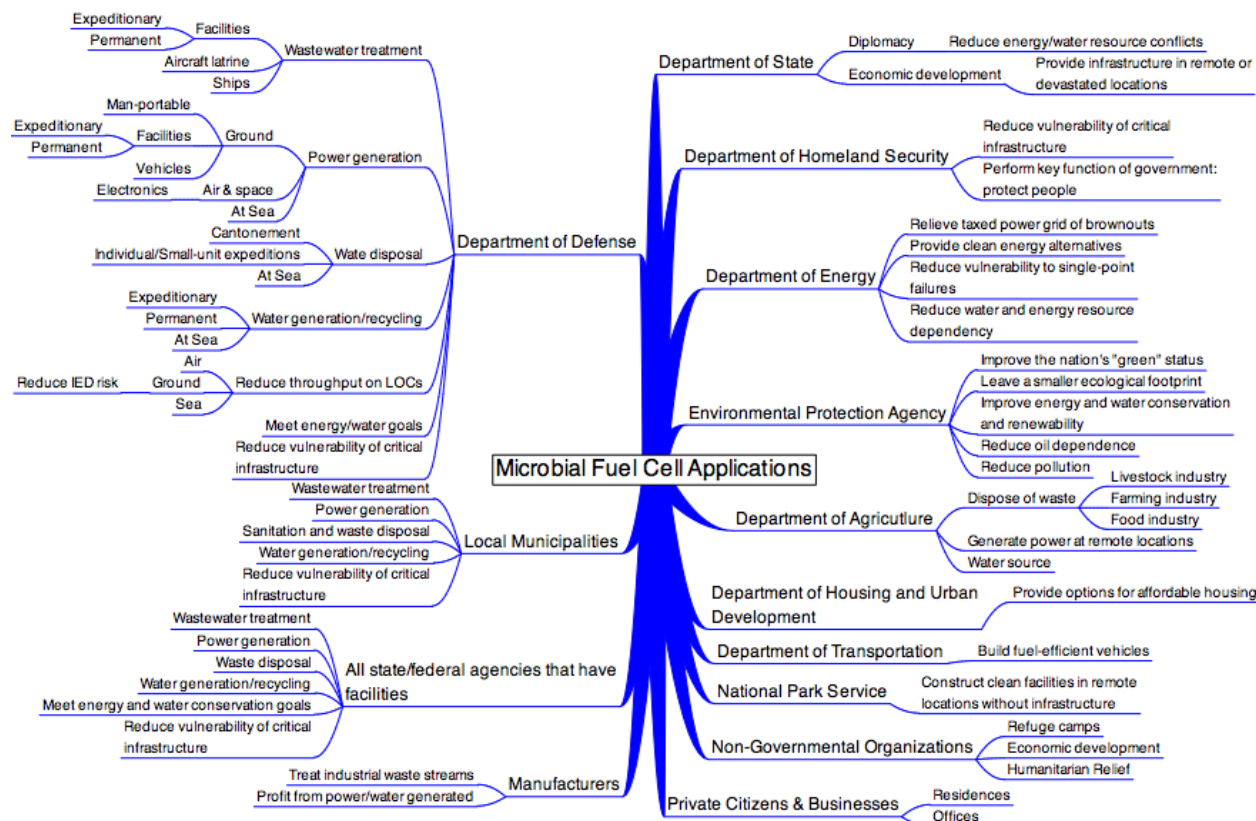 Microbial Fuel Cell Applications
Department of Defense
Wastewater treatment
Facilities
Expeditionary
Permanent
Aircraft latrine
Ships
Power generation
Ground
Man-portable
Facilities
Expeditionary
Permanent
Vehicles
Air & space
Electronics
At Sea
Wate disposal
Cantonement
Individual/Small-unit expeditions
At Sea
Water generation/recycling
Expeditionary
Permanent
At Sea
Reduce throughput on LOCs
Air
Ground
Reduce IED risk
Sea
Meet energy/water goals
Reduce vulnerability of critical
infrastructure
Local Municipalities
Wastewater treatment
Power generation
Sanitation and waste disposal
Water generation/recycling
Reduce vulnerability of critical
infrastructure
All state/federal agencies that have
facilities
Wastewater treatment
Power generation
Waste disposal
Water generation/recycling
Meet energy and water conservation goals
Reduce vulnerability of critical
infrastructure
Manufacturers
Treat industrial waste streams
Profit from power/water generated
Department of State
Diplomacy
Reduce energy/water resource conflicts
Economic development
Provide infrastructure in remote or
devastated locations
Department of Homeland Security
Reduce vulnerability of critical
infrastructure
Perform key function of government:
protect people
Department of Energy
Relieve taxed power grid of brownouts
Provide clean energy alternatives
Reduce vulnerability to single-point
failures
Reduce water and energy resource
dependency
Environmental Protection Agency
Improve the nation's "green" status
Leave a smaller ecological footprint
Improve energy and water conservation
and renewability
Reduce oil dependence
Reduce pollution
Department of Agricutlure
Dispose of waste
Livestock industry
Farming industry
Food industry
Generate power at remote locations
Water source
Department of Housing and Urban
Development
Provide options for affordable housing
Department of Transportation
Build fuel-efficient vehicles
National Park Service
Construct clean facilities in remote
locations without infrastructure
Non-Governmental Organizations
Refuge camps
Economic development
Humanitarian Relief
Private Citizens & Businesses
Residences
Offices